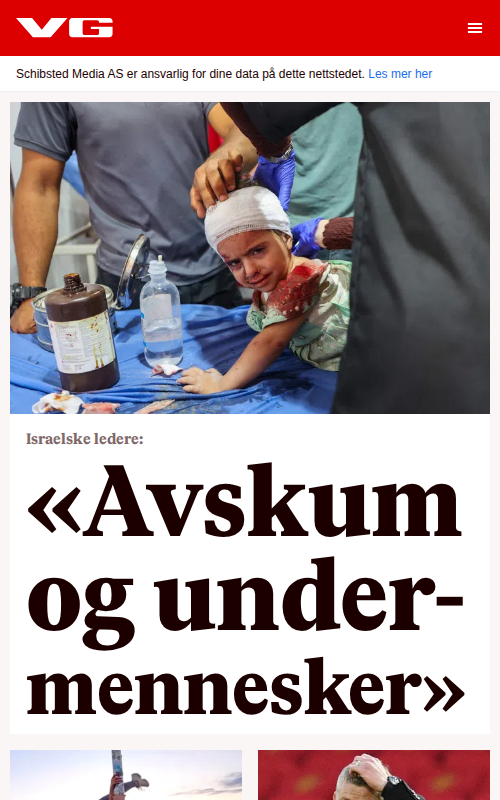 VG
Schibsted Media AS er ansvarlig for dine data på dette nettstedet. Les mer her
Israelske ledere:
«Avskum
og under-
mennesker»